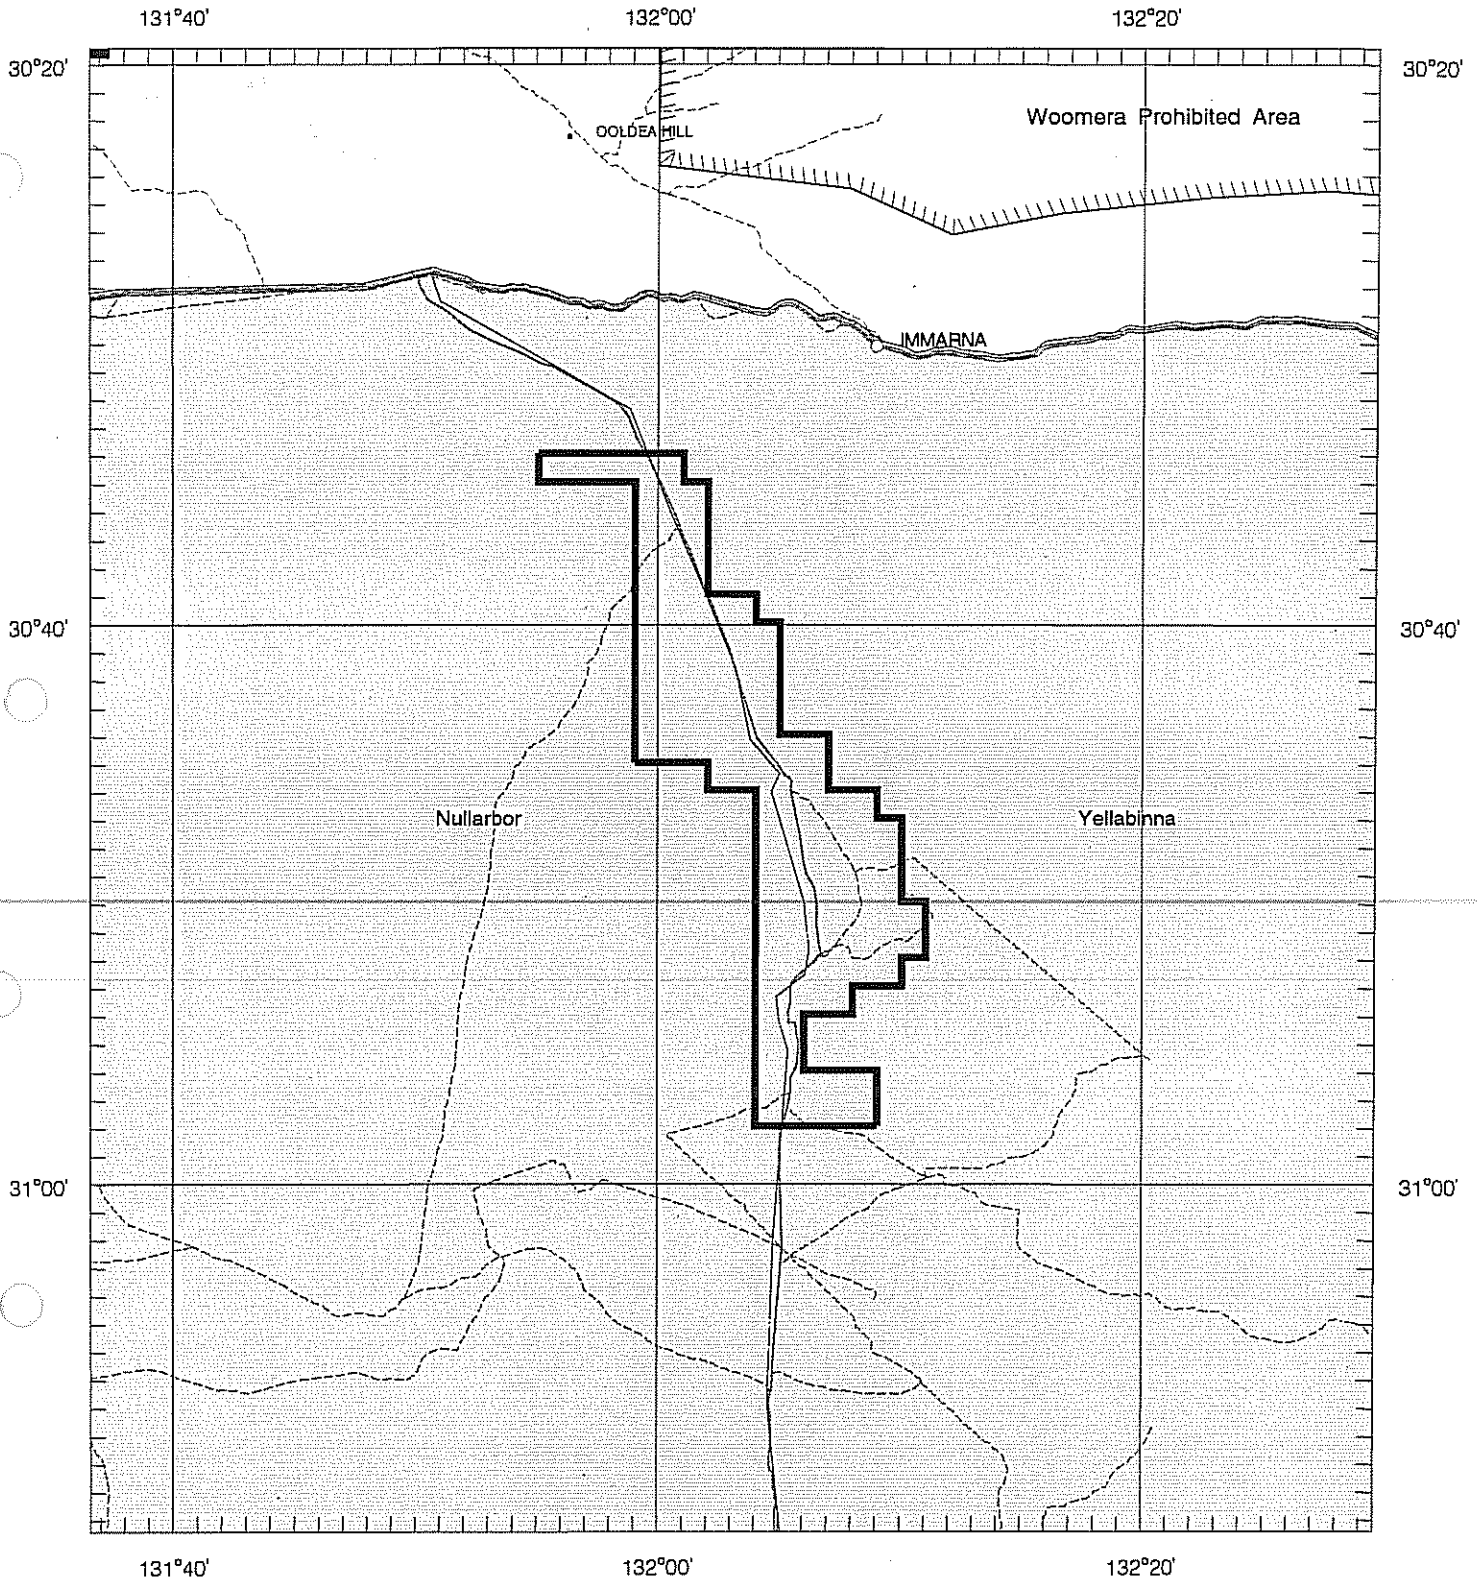 131°40' 132°00' 132°20'
30°20' 30°20'
Woomera Prohibited Area
OOLDEA HILL
IMMARNA
30°40' 30°40'
Nullarbor Yellabinna
31°00' 31°00'
131°40' 132°00' 132°20'